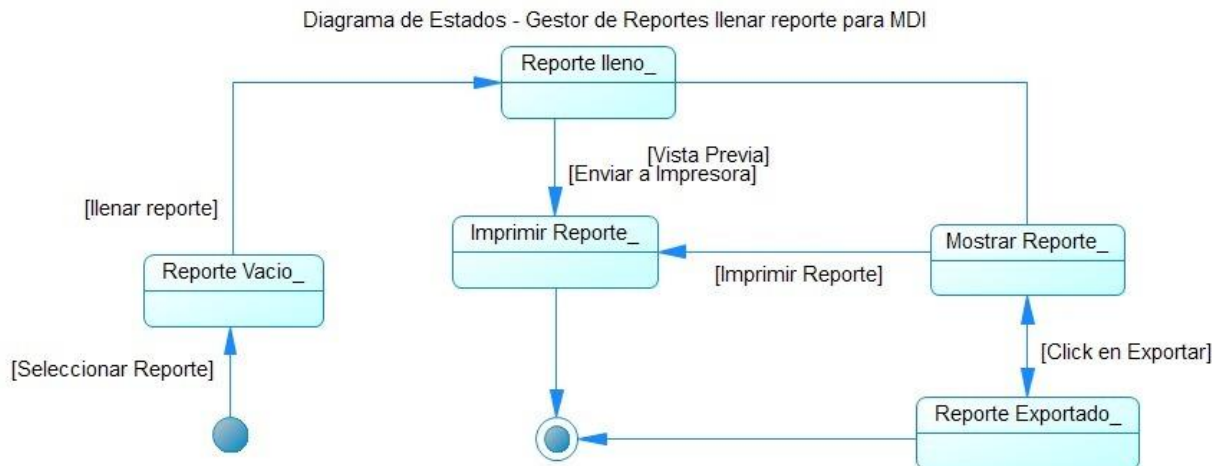 Diagrama de Estados - Gestor de Reportes llenar reporte para MDI
Reporte lleno_
[Vista Previa]
[Enviar a Impresora]
[llenar reporte]
Imprimir Reporte_
Mostrar Reporte_
Reporte Vacio_
[Imprimir Reporte]
[Seleccionar Reporte]
[Click en Exportar]
Reporte Exportado_